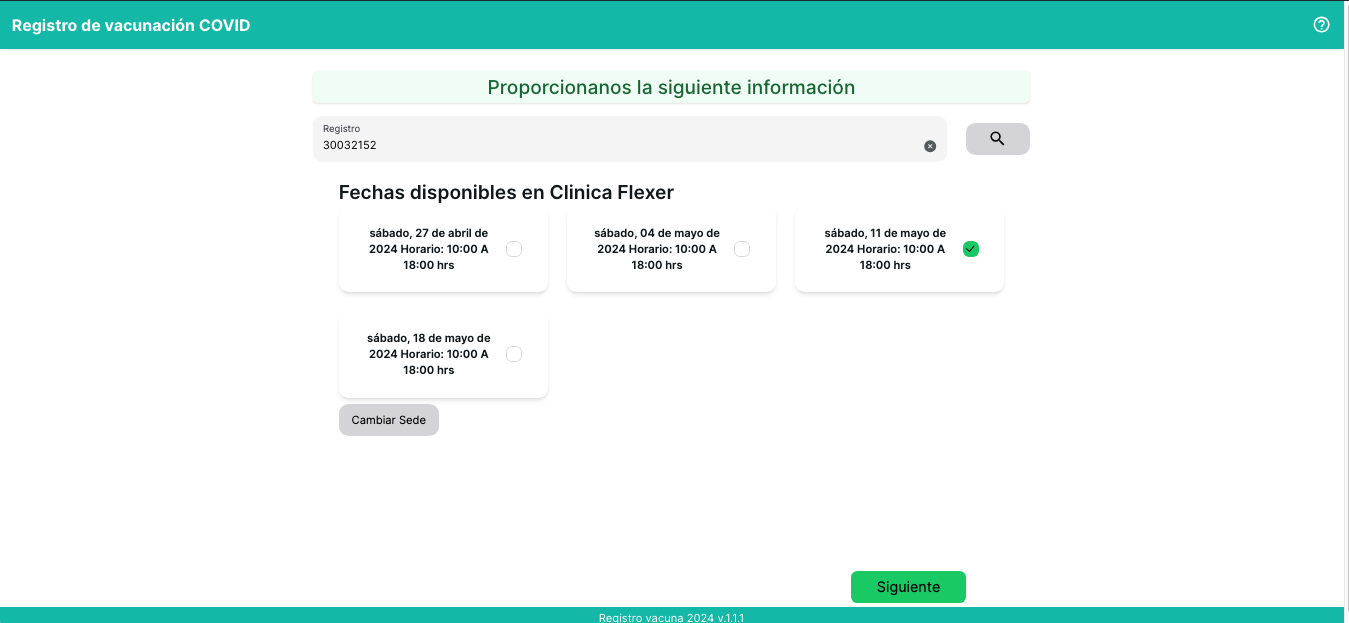 Registro de vacunación COVID
Proporcionanos la siguiente información
Registro
30032152
Fechas disponibles en Clinica Flexer
sábado, 27 de abril de
2024 Horario: 10:00 A
18:00 hrs
sábado, 04 de mayo de
2024 Horario: 10:00 A
18:00 hrs
sábado, 11 de mayo de
2024 Horario: 10:00 A
18:00 hrs
sábado, 18 de mayo de
2024 Horario: 10:00 A
18:00 hrs
Cambiar Sede
Siguiente
Registro vacuna 2024 v.1.1.1